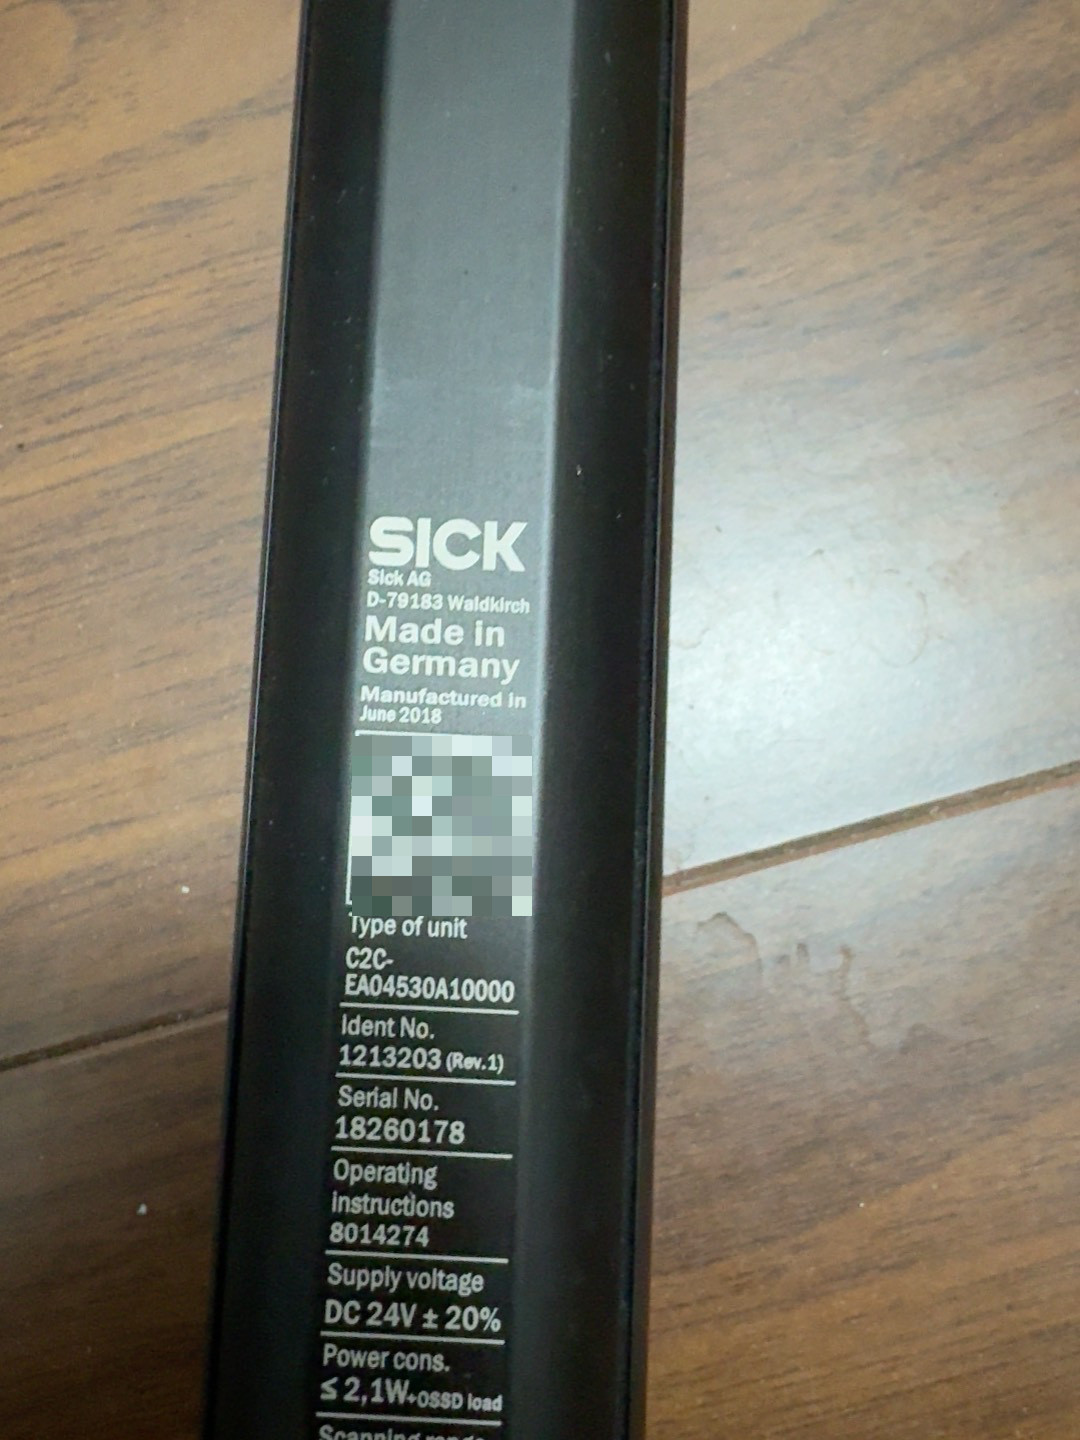 SICK
Sick AG
D-79183 Waldkirch
Made in
Germany
Manufactured in
June 2018
Type of unit
C2C-
EA04530A10000
Ident No.
1213203 (Rev.1)
Serial No.
18260178
Operating
instructions
8014274
Supply voltage
DC 24V ± 20%
Power cons.
≤ 2,1W+OSSD load
Scanning range